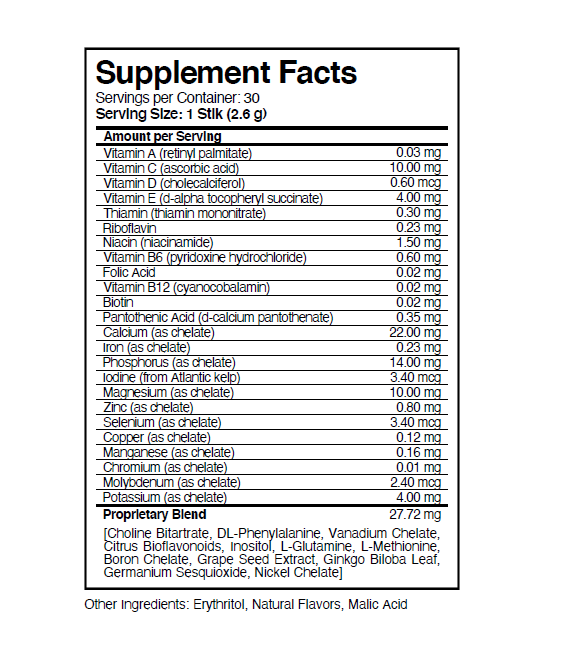 Supplement Facts
Servings per Container: 30
Serving Size: 1 Stik (2.6 g)
Amount per Serving
Vitamin A (retinyl palmitate) 0.03 mg
Vitamin C (ascorbic acid) 10.00 mg
Vitamin D (cholecalciferol) 0.60 mcg
Vitamin E (d-alpha tocopheryl succinate) 4.00 mg
Thiamin (thiamin mononitrate) 0.30 mg
Riboflavin 0.23 mg
Niacin (niacinamide) 1.50 mg
Vitamin B6 (pyridoxine hydrochloride) 0.60 mg
Folic Acid 0.02 mg
Vitamin B12 (cyanocobalamin) 0.02 mg
Biotin 0.02 mg
Pantothenic Acid (d-calcium pantothenate) 0.35 mg
Calcium (as chelate) 22.00 mg
Iron (as chelate) 0.23 mg
Phosphorus (as chelate) 14.00 mg
Iodine (from Atlantic kelp) 3.40 mcg
Magnesium (as chelate) 10.00 mg
Zinc (as chelate) 0.80 mg
Selenium (as chelate) 3.40 mcg
Copper (as chelate) 0.12 mg
Manganese (as chelate) 0.16 mg
Chromium (as chelate) 0.01 mg
Molybdenum (as chelate) 2.40 mcg
Potassium (as chelate) 4.00 mg
Proprietary Blend 27.72 mg
[Choline Bitartrate, DL-Phenylalanine, Vanadium Chelate,
Citrus Bioflavonoids, Inositol, L-Glutamine, L-Methionine,
Boron Chelate, Grape Seed Extract, Ginkgo Biloba Leaf,
Germanium Sesquioxide, Nickel Chelate]
Other Ingredients: Erythritol, Natural Flavors, Malic Acid